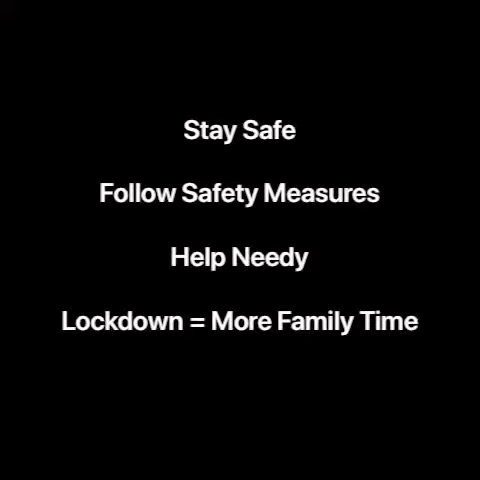 Stay Safe
Follow Safety Measures
Help Needy
Lockdown = More Family Time